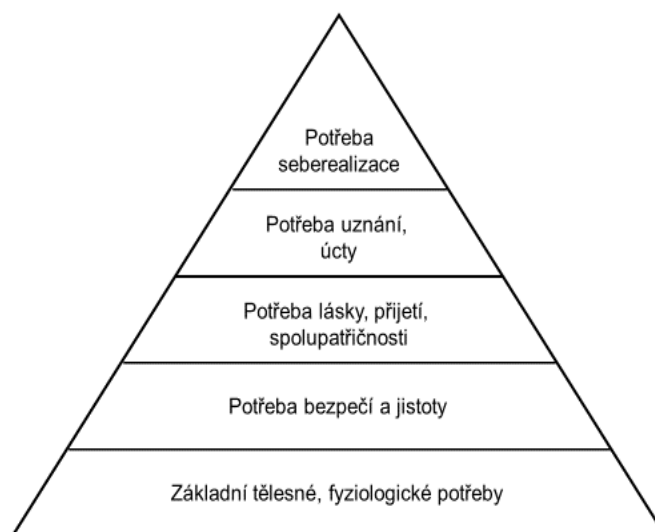 Potřeba
seberealizace
Potřeba uznání,
úcty
Potřeba lásky, přijetí,
spolupatřičnosti
Potřeba bezpečí a jistoty
Základní tělesné, fyziologické potřeby